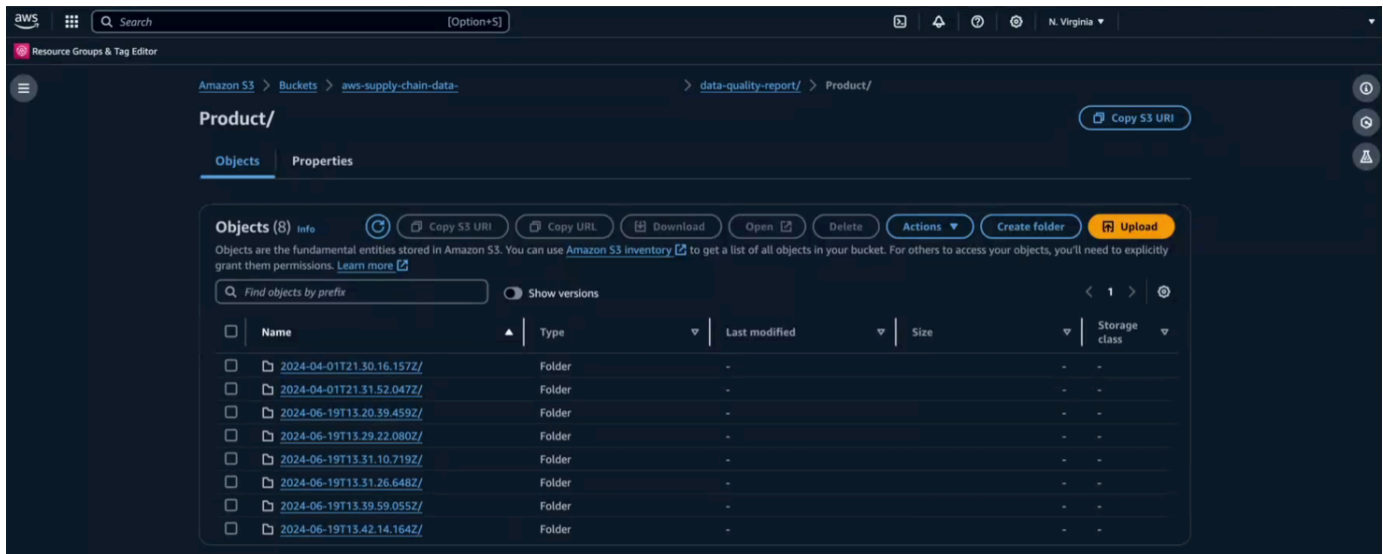 aws Search [Option+S] N. Virginia
Resource Groups & Tag Editor
Amazon S3 > Buckets > aws-supply-chain-data- > data-quality-report/ > Product/
Product/
Copy S3 URI
Objects Properties
Objects (8) Info Copy S3 URI Copy URL Download Open Delete Actions Create folder Upload
Objects are the fundamental entities stored in Amazon S3. You can use Amazon S3 inventory to get a list of all objects in your bucket. For others to access your objects, you'll need to explicitly
grant them permissions. Learn more
Find objects by prefix Show versions 1
Name Type Last modified Size Storage class
2024-04-01T21.30.16.157Z/ Folder - - -
2024-04-01T21.31.52.047Z/ Folder - - -
2024-06-19T13.20.39.459Z/ Folder - - -
2024-06-19T13.29.22.080Z/ Folder - - -
2024-06-19T13.31.10.719Z/ Folder - - -
2024-06-19T13.31.26.648Z/ Folder - - -
2024-06-19T13.39.59.055Z/ Folder - - -
2024-06-19T13.42.14.164Z/ Folder - - -